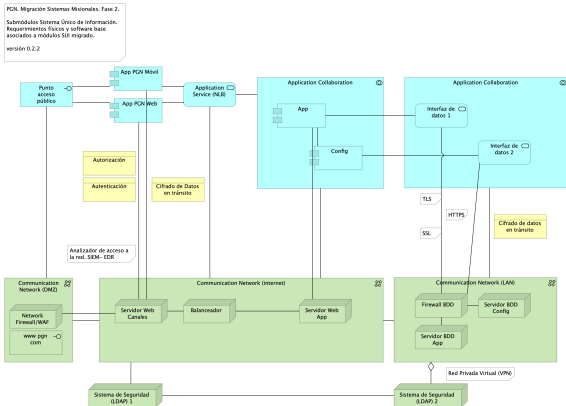 PGN. Migración Sistemas Misionales. Fase 2.
Submódulos Sistema Único de Información.
Requerimientos físicos y software base
asociados a módulos SUI migrado.
versión 0.2.2
Punto
acceso
público
App PGN Móvil
App PGN Web
Application
Service (NLB)
Application Collaboration
App
Config
Application Collaboration
Interfaz de
datos 1
Interfaz de
datos 2
Autorización
Autenticación
Cifrado de Datos
en tránsito
TLS
HTTPS
SSL
Cifrado de datos
en tránsito
Analizador de acceso a
la red. SIEM- EDR
Communication
Network (DMZ)
Network
Firewall/WAF
www pgn
com
Communication Network (internet)
Servidor Web
Canales
Balanceador
Servidor Web
App
Communication Network (LAN)
Firewall BDD
Servidor BDD
Config
Servidor BDD
App
Red Privada Virtual (VPN)
Sistema de Seguridad
(LDAP) 1
Sistema de Seguridad
(LDAP) 2